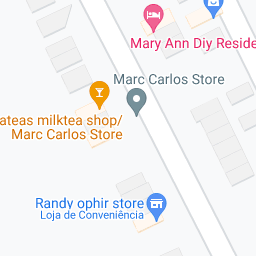 Mary Ann Diy Reside
Marc Carlos Store
ateas milktea shop/
Marc Carlos Store
Randy ophir store
Loja de Conveniência